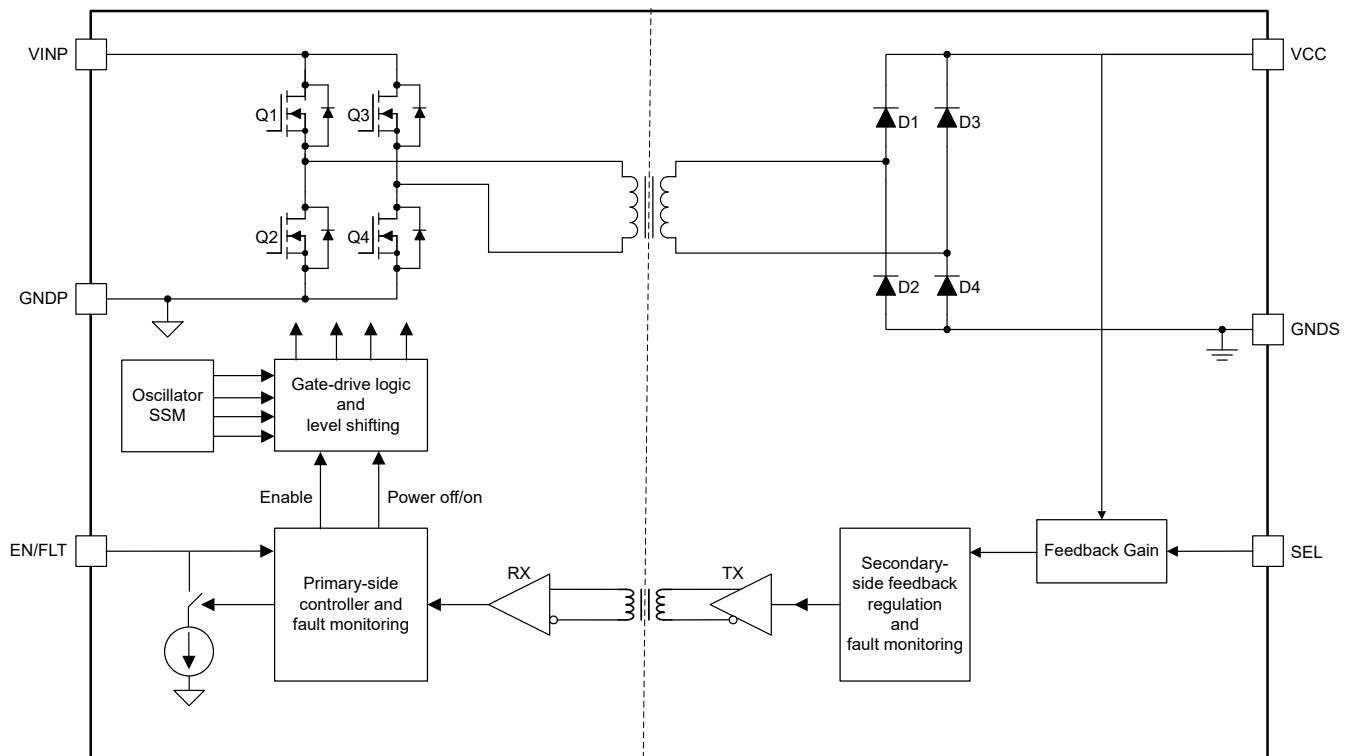 VINP
VCC
Q1
Q3
D1
D3
Q2
Q4
D2
D4
GNDP
GNDS
Oscillator
SSM
Gate-drive logic
and
level shifting
Enable
Power off/on
EN/FLT
SEL
Feedback Gain
Primary-side
controller and
fault monitoring
RX
TX
Secondary-
side feedback
regulation
and
fault monitoring